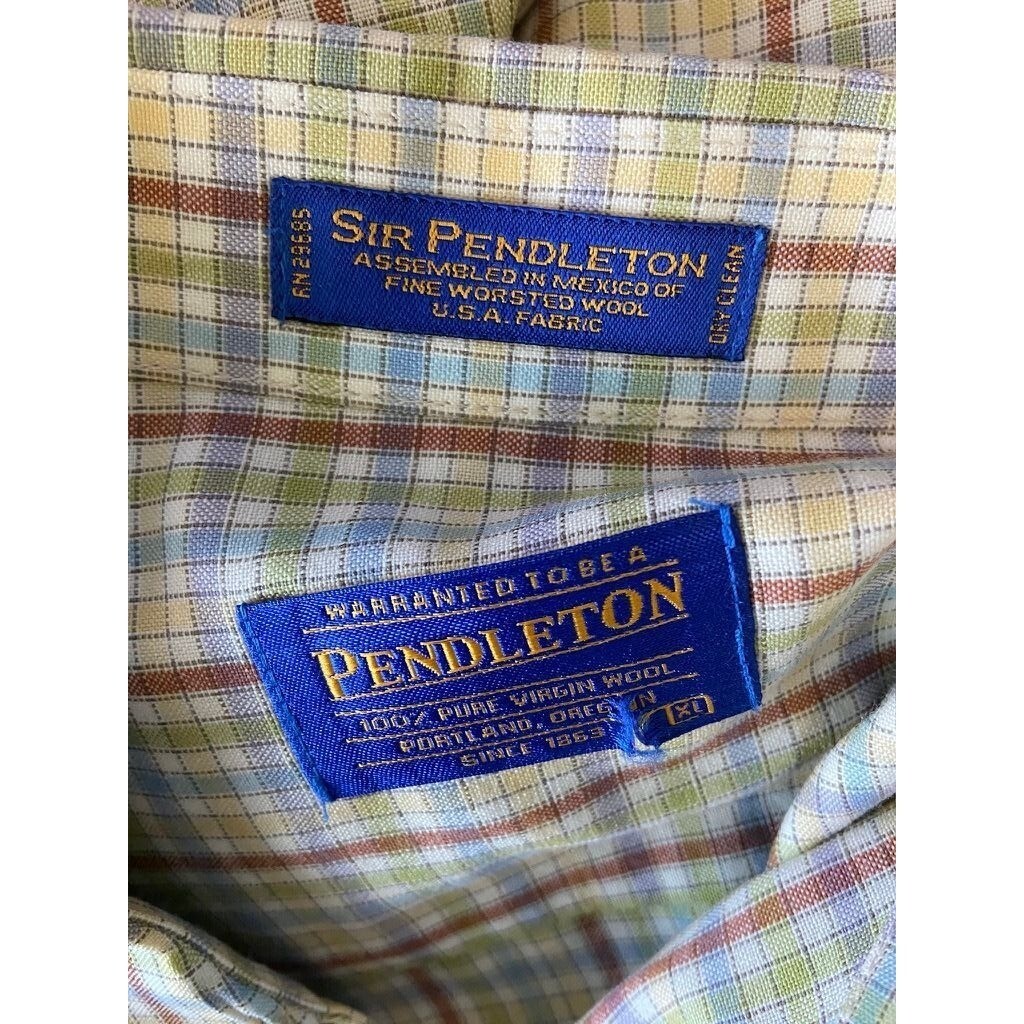 RN 29685
SIR PENDLETON
ASSEMBLED IN MEXICO OF
FINE WORSTED WOOL
U.S.A. FABRIC
DRY CLEAN
WARRANTED TO BE A
PENDLETON
100% PURE VIRGIN WOOL
PORTLAND, OREGON
SINCE 1863
XL